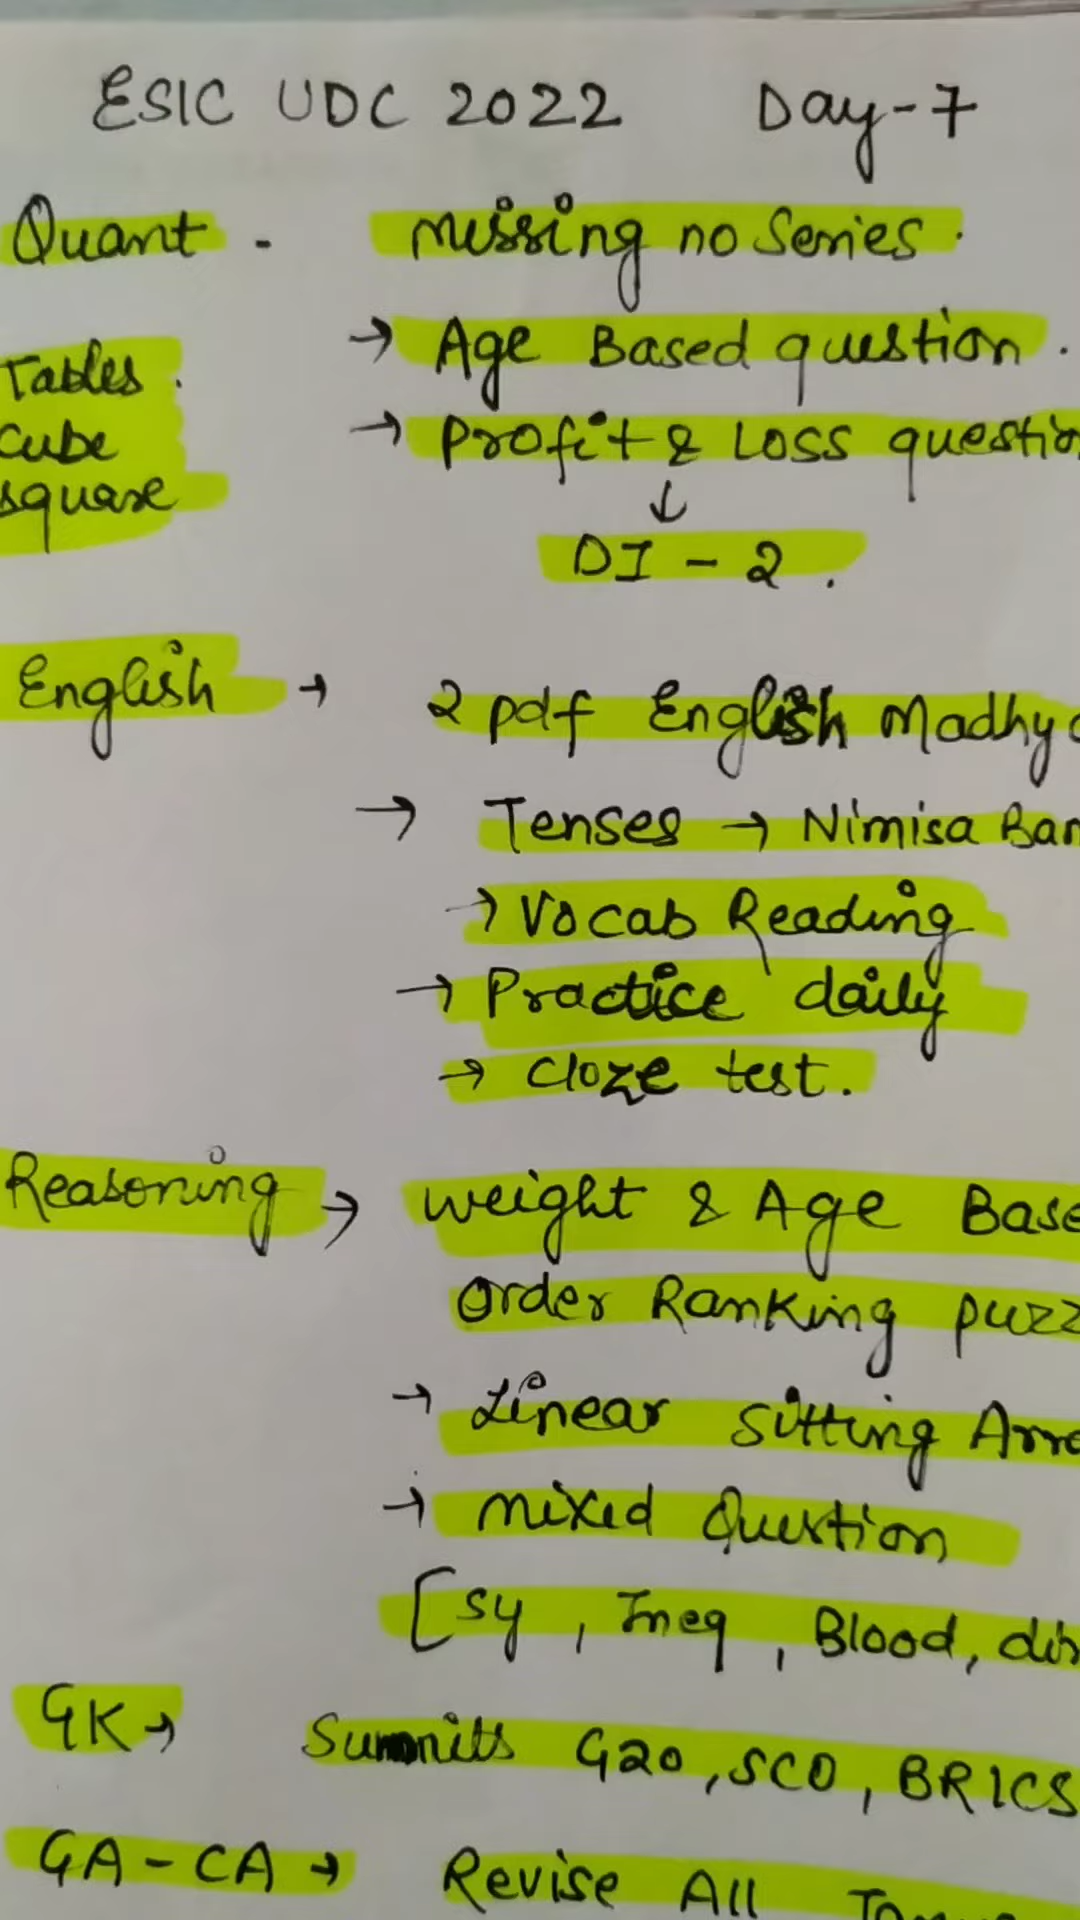 ESIC UDC 2022 Day-7
Quant - missing no Series.
→ Age Based question.
Tables.
→ Profit & Loss questio
Cube
square
↓
DI - 2.
English → 2 pdf English Madhy
→ Tenses → Nimisa Ban
→ Vocab Reading
→ Practice daily
→ Cloze test.
Reasoning → weight & Age Base
Order Ranking puzz
→ Linear sitting Arra
→ mixed Question
[sy, Ineq, Blood, dis
GK → Summits G20, SCO, BRICS
GA-CA → Revise All